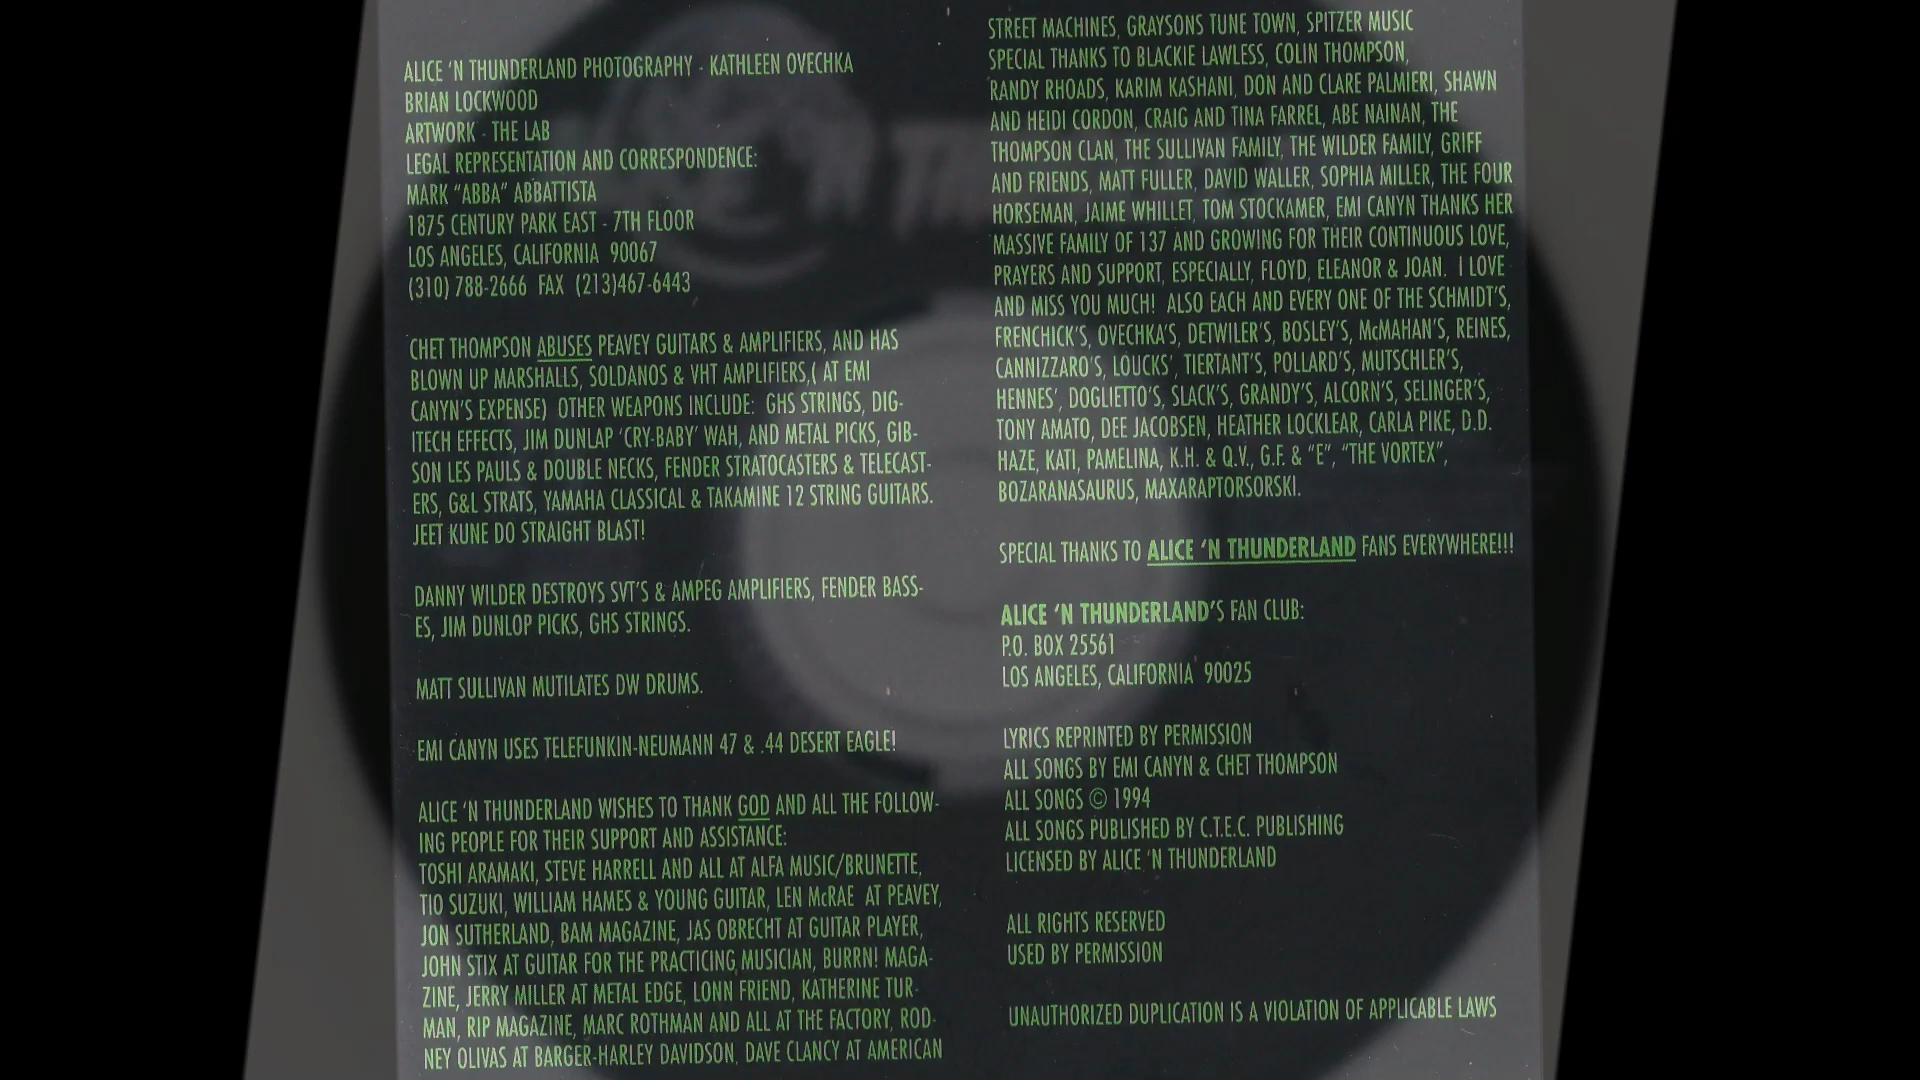 ALICE 'N THUNDERLAND PHOTOGRAPHY - KATHLEEN OVECHKA
BRIAN LOCKWOOD
ARTWORK - THE LAB
LEGAL REPRESENTATION AND CORRESPONDENCE:
MARK "ABBA" ABBATTISTA
1875 CENTURY PARK EAST - 7TH FLOOR
LOS ANGELES, CALIFORNIA 90067
(310) 788-2666 FAX (213)467-6443
CHET THOMPSON ABUSES PEAVEY GUITARS & AMPLIFIERS, AND HAS
BLOWN UP MARSHALLS, SOLDANOS & VHT AMPLIFIERS,( AT EMI
CANYN'S EXPENSE) OTHER WEAPONS INCLUDE: GHS STRINGS, DIG-
ITECH EFFECTS, JIM DUNLAP 'CRY-BABY' WAH, AND METAL PICKS, GIB-
SON LES PAULS & DOUBLE NECKS, FENDER STRATOCASTERS & TELECAST-
ERS, G&L STRATS, YAMAHA CLASSICAL & TAKAMINE 12 STRING GUITARS.
JEET KUNE DO STRAIGHT BLAST!
DANNY WILDER DESTROYS SVT'S & AMPEG AMPLIFIERS, FENDER BASS-
ES, JIM DUNLOP PICKS, GHS STRINGS.
MATT SULLIVAN MUTILATES DW DRUMS.
EMI CANYN USES TELEFUNKIN-NEUMANN 47 & .44 DESERT EAGLE!
ALICE 'N THUNDERLAND WISHES TO THANK GOD AND ALL THE FOLLOW-
ING PEOPLE FOR THEIR SUPPORT AND ASSISTANCE:
TOSHI ARAMAKI, STEVE HARRELL AND ALL AT ALFA MUSIC/BRUNETTE,
TIO SUZUKI, WILLIAM HAMES & YOUNG GUITAR, LEN McRAE AT PEAVEY,
JON SUTHERLAND, BAM MAGAZINE, JAS OBRECHT AT GUITAR PLAYER,
JOHN STIX AT GUITAR FOR THE PRACTICING MUSICIAN, BURRN! MAGA-
ZINE, JERRY MILLER AT METAL EDGE, LONN FRIEND, KATHERINE TUR-
MAN, RIP MAGAZINE, MARC ROTHMAN AND ALL AT THE FACTORY, ROD-
NEY OLIVAS AT BARGER-HARLEY DAVIDSON, DAVE CLANCY AT AMERICAN
STREET MACHINES, GRAYSONS TUNE TOWN, SPITZER MUSIC
SPECIAL THANKS TO BLACKIE LAWLESS, COLIN THOMPSON,
RANDY RHOADS, KARIM KASHANI, DON AND CLARE PALMIERI, SHAWN
AND HEIDI CORDON, CRAIG AND TINA FARREL, ABE NAINAN, THE
THOMPSON CLAN, THE SULLIVAN FAMILY, THE WILDER FAMILY, GRIFF
AND FRIENDS, MATT FULLER, DAVID WALLER, SOPHIA MILLER, THE FOUR
HORSEMAN, JAIME WHILLET, TOM STOCKAMER, EMI CANYN THANKS HER
MASSIVE FAMILY OF 137 AND GROWING FOR THEIR CONTINUOUS LOVE,
PRAYERS AND SUPPORT, ESPECIALLY, FLOYD, ELEANOR & JOAN. I LOVE
AND MISS YOU MUCH! ALSO EACH AND EVERY ONE OF THE SCHMIDT'S,
FRENCHICK'S, OVECHKA'S, DETWILER'S, BOSLEY'S, McMAHAN'S, REINES,
CANNIZZARO'S, LOUCKS', TIERTANT'S, POLLARD'S, MUTSCHLER'S,
HENNES', DOGLIETTO'S, SLACK'S, GRANDY'S, ALCORN'S, SELINGER'S,
TONY AMATO, DEE JACOBSEN, HEATHER LOCKLEAR, CARLA PIKE, D.D.
HAZE, KATI, PAMELINA, K.H. & Q.V., G.F. & "E", "THE VORTEX",
BOZARANASAURUS, MAXARAPTORSORSKI.
SPECIAL THANKS TO ALICE 'N THUNDERLAND FANS EVERYWHERE!!!
ALICE 'N THUNDERLAND'S FAN CLUB:
P.O. BOX 25561
LOS ANGELES, CALIFORNIA 90025
LYRICS REPRINTED BY PERMISSION
ALL SONGS BY EMI CANYN & CHET THOMPSON
ALL SONGS © 1994
ALL SONGS PUBLISHED BY C.T.E.C. PUBLISHING
LICENSED BY ALICE 'N THUNDERLAND
ALL RIGHTS RESERVED
USED BY PERMISSION
UNAUTHORIZED DUPLICATION IS A VIOLATION OF APPLICABLE LAWS